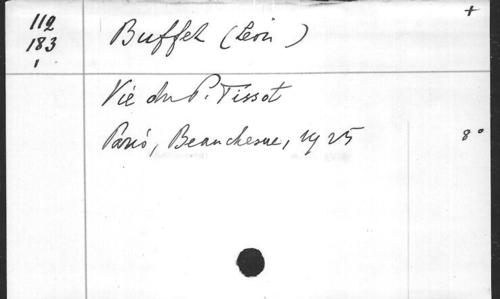 112
183
1
Buffet (Léon)
+
Vie du P. Tissot
Paris, Beauchesne, 1925
8°